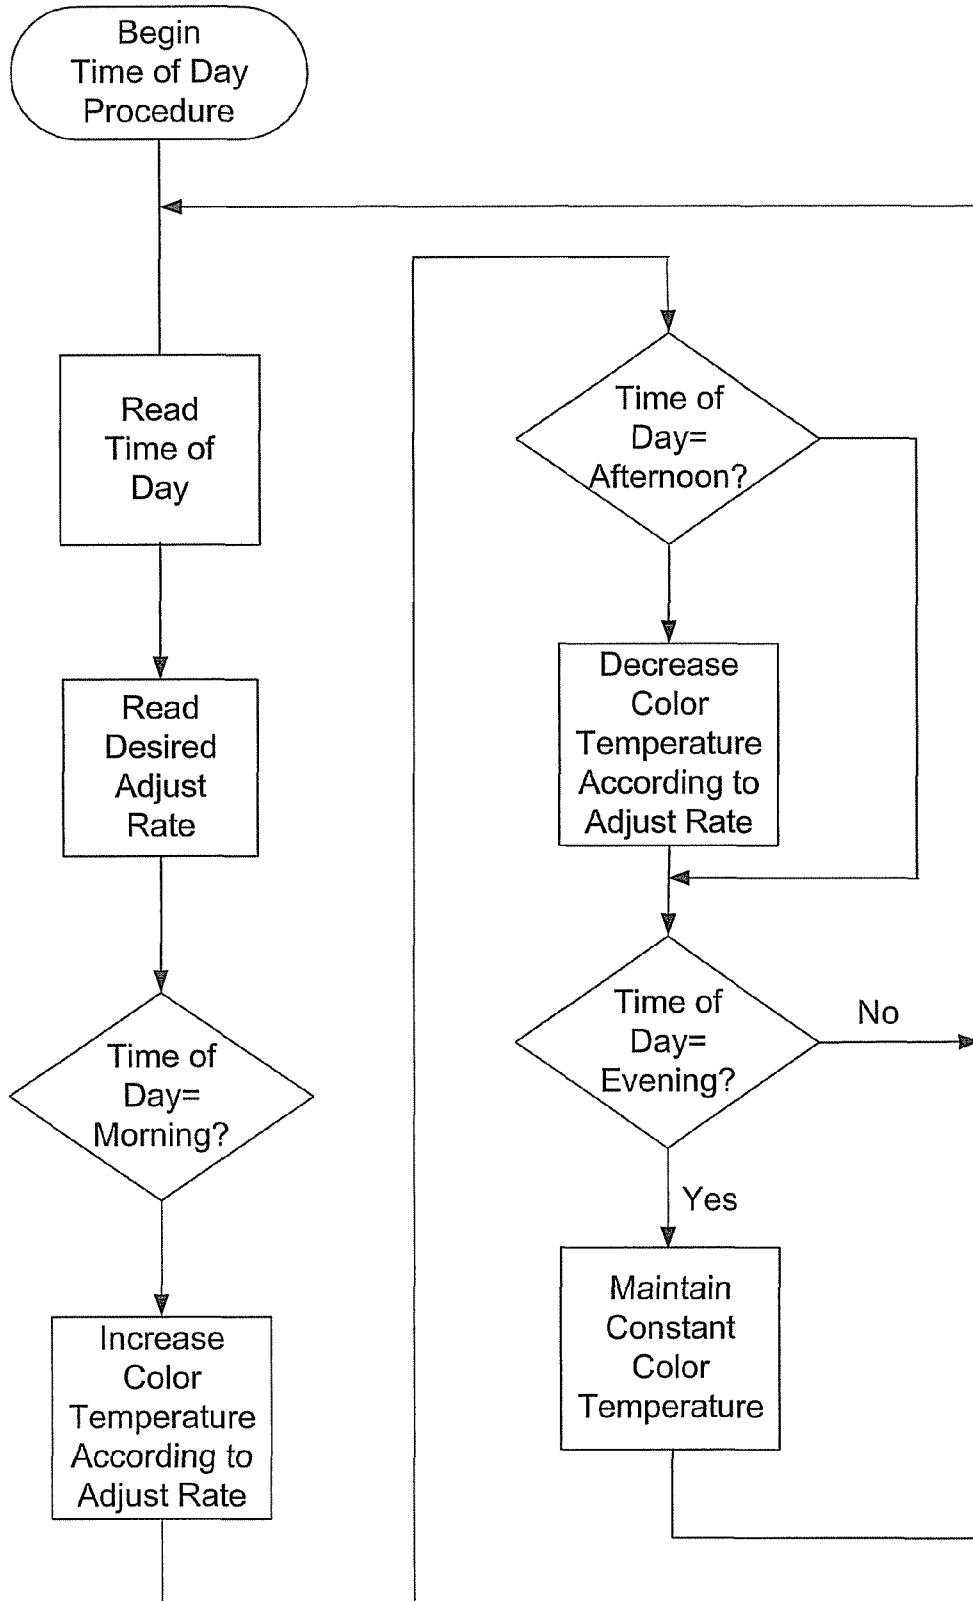 Begin
Time of Day
Procedure
Read
Time of
Day
Read
Desired
Adjust
Rate
Time of
Day=
Morning?
Increase
Color
Temperature
According to
Adjust Rate
Time of
Day=
Afternoon?
Decrease
Color
Temperature
According to
Adjust Rate
Time of
Day=
Evening?
No
Yes
Maintain
Constant
Color
Temperature